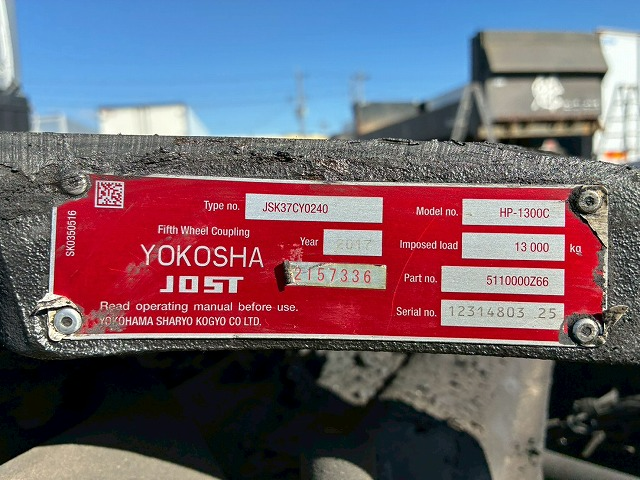 SK0350516
Type no. JSK37CY0240
Model no. HP-1300C
Fifth Wheel Coupling
Year 2017
Imposed load 13 000 kg
YOKOSHA
JOST
2157336
Part no. 5110000Z66
Read operating manual before use.
Serial no. 12314803 25
YOKOHAMA SHARYO KOGYO CO LTD.